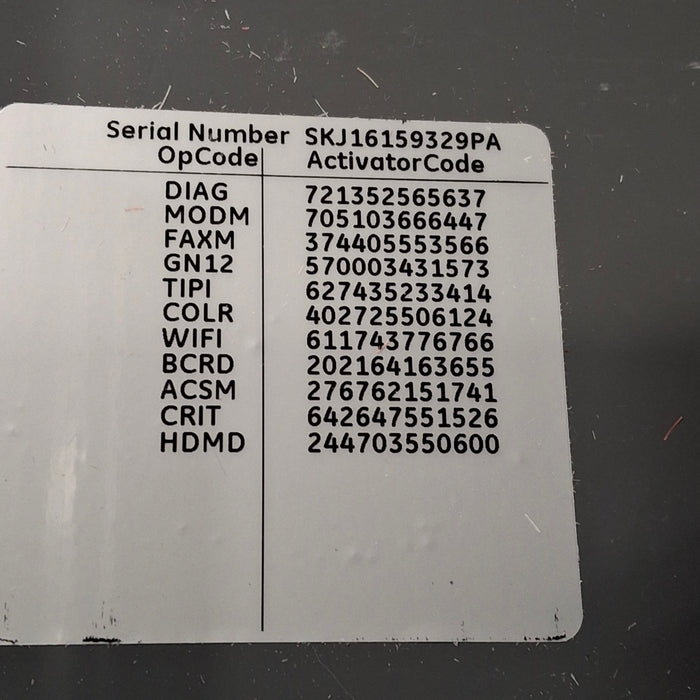 Serial Number SKJ16159329PA
OpCode ActivatorCode
DIAG 721352565637
MODM 705103666447
FAXM 374405553566
GN12 570003431573
TIPI 627435233414
COLR 402725506124
WIFI 611743776766
BCRD 202164163655
ACSM 276762151741
CRIT 642647551526
HDMD 244703550600